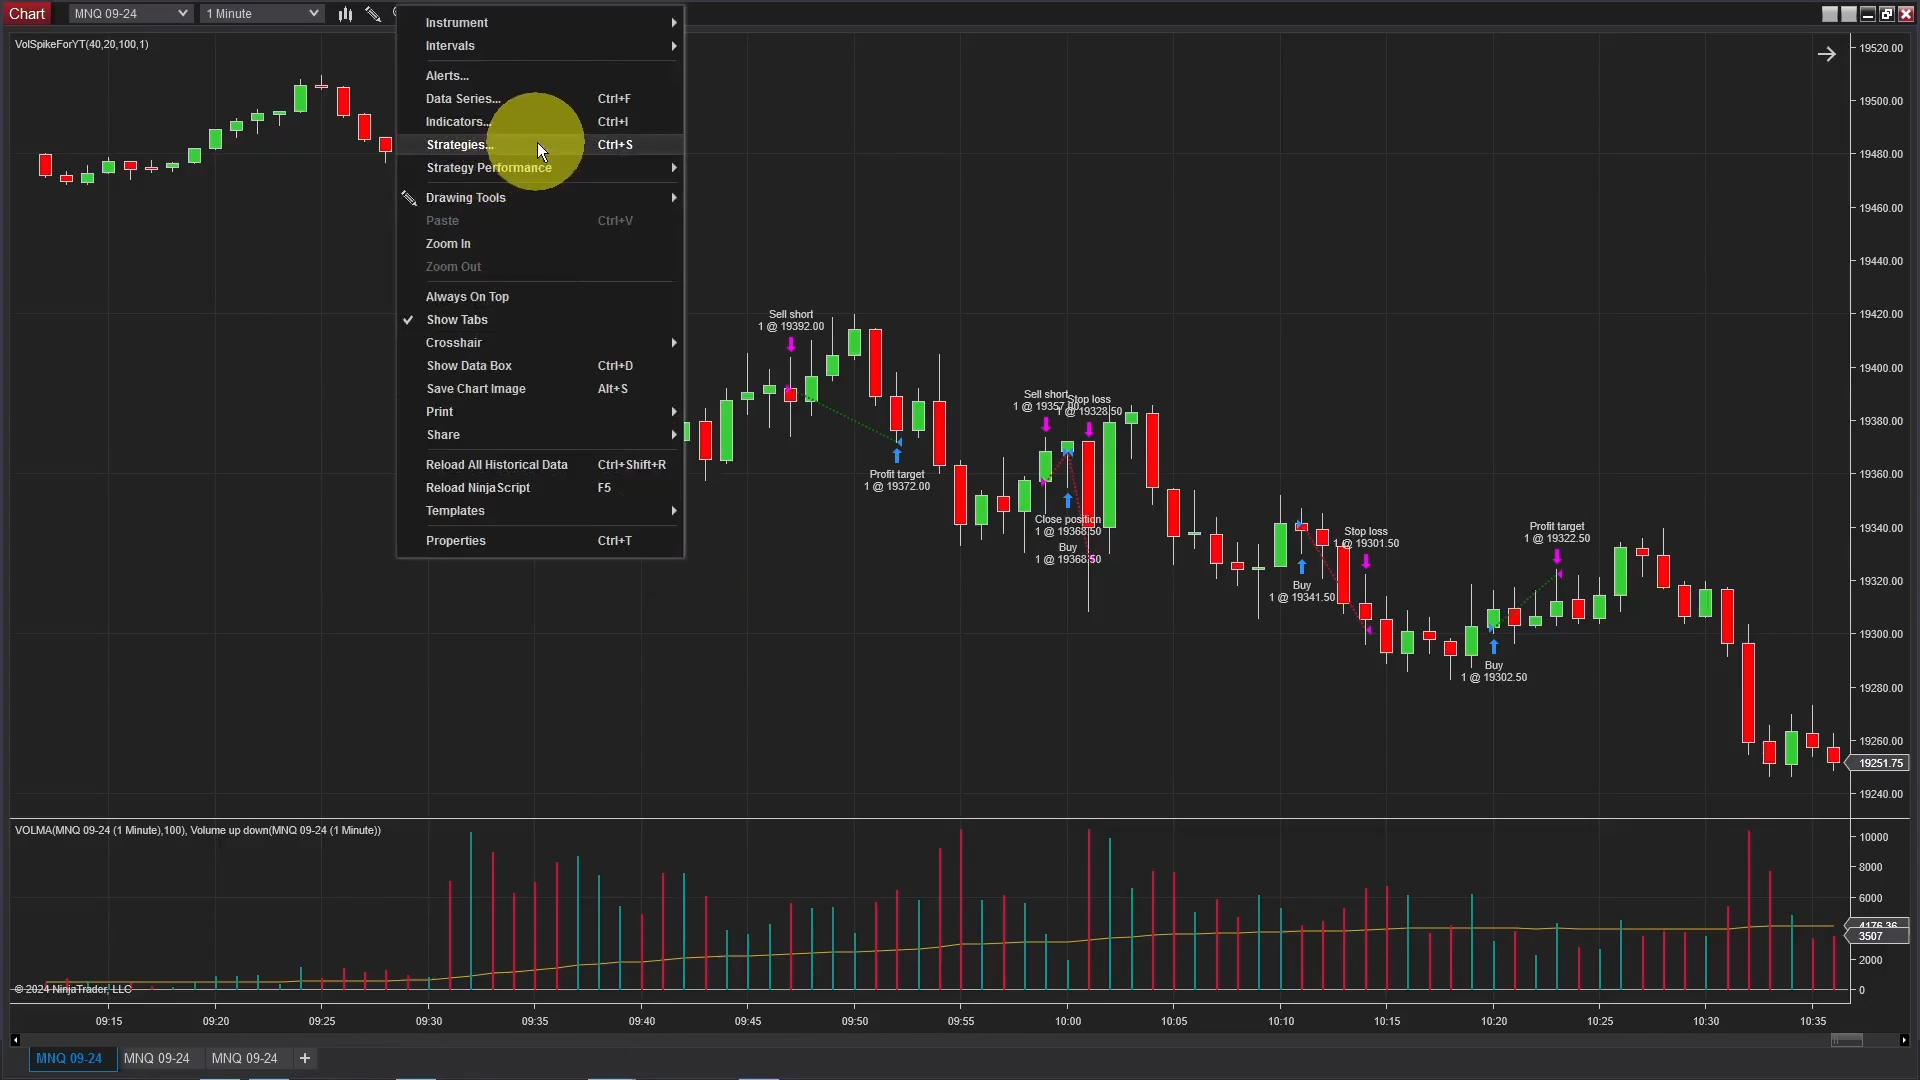 Chart
MNQ 09-24
1 Minute
VolSpikeForYT(40,20,100,1)
Instrument
Intervals
Alerts...
Data Series... Ctrl+F
Indicators... Ctrl+I
Strategies... Ctrl+S
Strategy Performance
Drawing Tools
Paste Ctrl+V
Zoom In
Zoom Out
Always On Top
Show Tabs
Crosshair
Show Data Box Ctrl+D
Save Chart Image Alt+S
Print
Share
Reload All Historical Data Ctrl+Shift+R
Reload NinjaScript F5
Templates
Properties Ctrl+T
Sell short
1 @ 19392.00
Profit target
1 @ 19372.00
Sell short
1 @ 19357.00
Stop loss
1 @ 19328.50
Close position
1 @ 19368.50
Buy
1 @ 19368.50
Buy
1 @ 19341.50
Stop loss
1 @ 19301.50
Buy
1 @ 19302.50
Profit target
1 @ 19322.50
19520.00
19500.00
19480.00
19460.00
19440.00
19420.00
19400.00
19380.00
19360.00
19340.00
19320.00
19300.00
19280.00
19260.00
19251.75
19240.00
VOLMA(MNQ 09-24 (1 Minute),100), Volume up down(MNQ 09-24 (1 Minute))
10000
8000
6000
4176.36
3507
2000
0
© 2024 NinjaTrader, LLC
09:15 09:20 09:25 09:30 09:35 09:40 09:45 09:50 09:55 10:00 10:05 10:10 10:15 10:20 10:25 10:30 10:35
MNQ 09-24 MNQ 09-24 MNQ 09-24 +